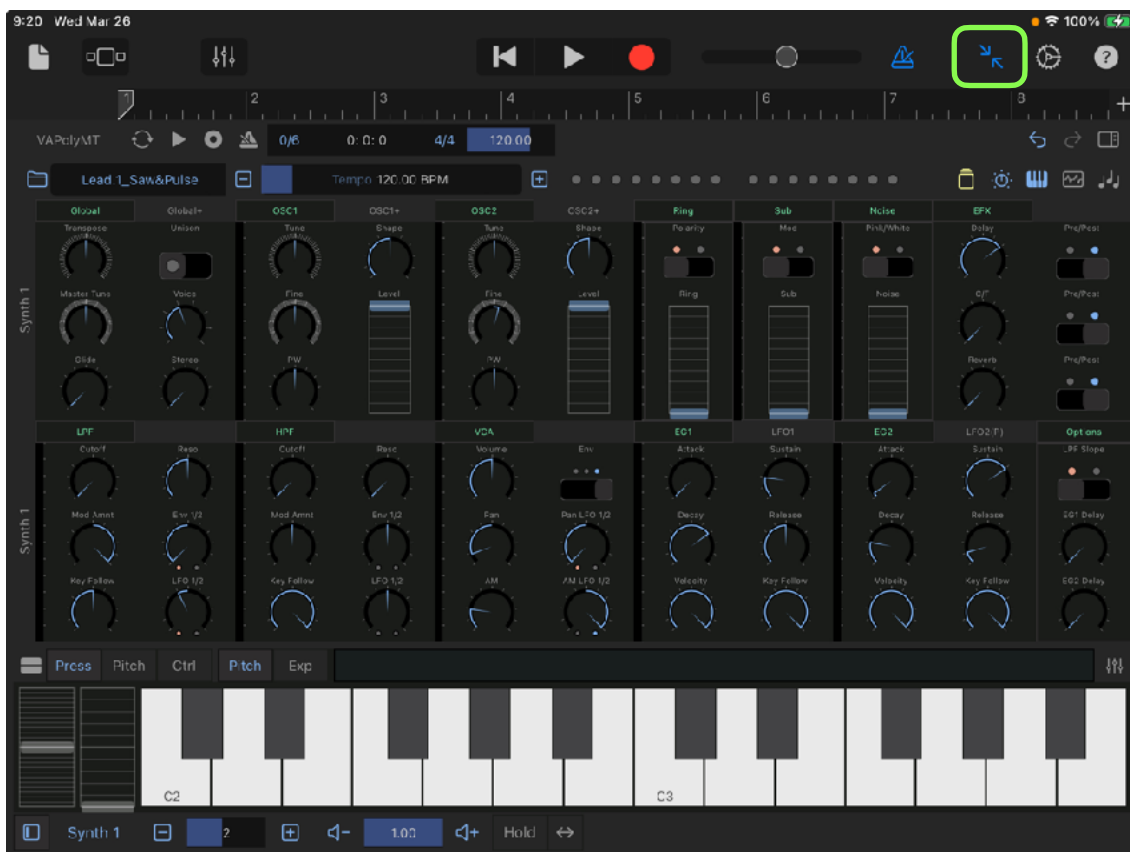 9:20 Wed Mar 26 100%
?
1 2 3 4 5 6 7 8 +
VAPolyMT 0/6 0: 0: 0 4/4 120.00
Lead 1_Saw&Pulse Tempo 120.00 BPM
Global Global+ OSC1 OSC1+ OSC2 OSC2+ Ring Sub Noise EFX
Transpose Unison Tune Shape Tune Shape Polarity Mod Pink/White Delay Pre/Post
Synth 1
Master Tune Voice Fine Level Fine Level Ring Sub Noise Pre/Post
Glide Stereo PW PW Reverb Pre/Post
LPF HPF VCA EG1 LFO1 EG2 LFO2(P) Options
Cutoff Reso Cutoff Reso Volume Env Attack Sustain Attack Sustain LPF Slope
Synth 1
Mod Amnt Env 1/2 Mod Amnt Env 1/2 Pan Pan LFO 1/2 Decay Release Decay Release EG1 Delay
Key Follow LFO 1/2 Key Follow LFO 1/2 AM AM LFO 1/2 Velocity Key Follow Velocity Key Follow EG2 Delay
Press Pitch Ctrl Pitch Exp
C2 C3
Synth 1 2 1.00 Hold